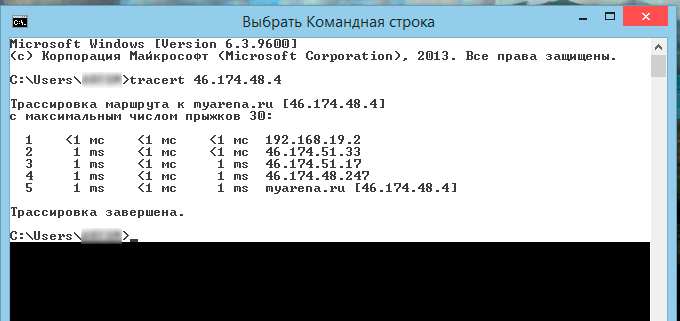 Выбрать Командная строка
Microsoft Windows [Version 6.3.9600]
(c) Корпорация Майкрософт (Microsoft Corporation), 2013. Все права защищены.
C:\Users\ >tracert 46.174.48.4
Трассировка маршрута к myarena.ru [46.174.48.4]
с максимальным числом прыжков 30:
1 <1 мс <1 мс <1 мс 192.168.19.2
2 1 ms <1 мс <1 мс 46.174.51.33
3 1 ms <1 мс 1 ms 46.174.51.17
4 1 ms <1 мс 1 ms 46.174.48.247
5 1 ms <1 мс 1 ms myarena.ru [46.174.48.4]
Трассировка завершена.
C:\Users\ >_